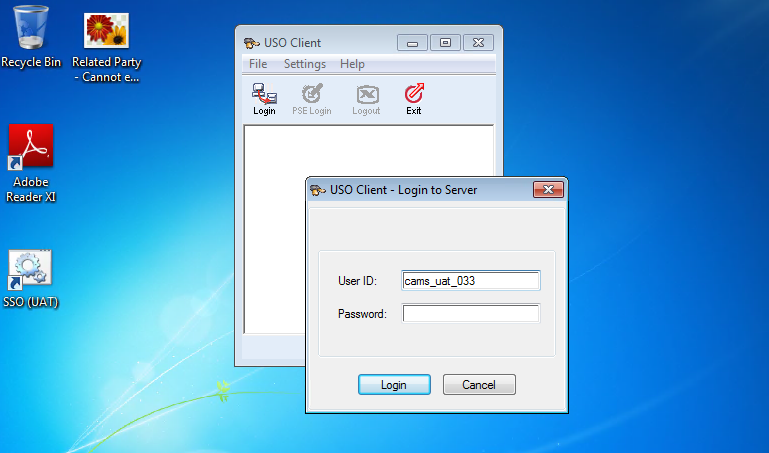 Recycle Bin
Related Party
- Cannot e...
Adobe
Reader XI
SSO (UAT)
USO Client
File Settings Help
Login PSE Login Logout Exit
USO Client - Login to Server
User ID: cams_uat_033
Password:
Login Cancel